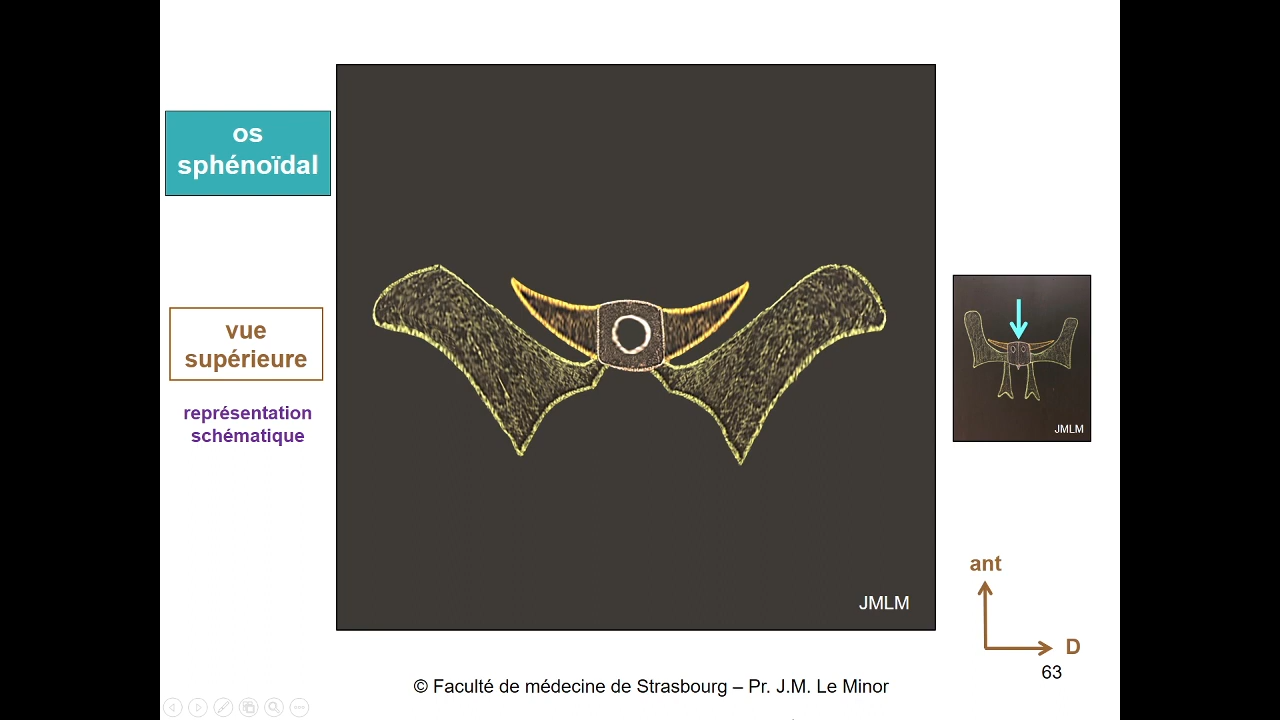 os
sphénoïdal
vue
supérieure
représentation
schématique
JMLM
JMLM
ant
D
63
© Faculté de médecine de Strasbourg – Pr. J.M. Le Minor